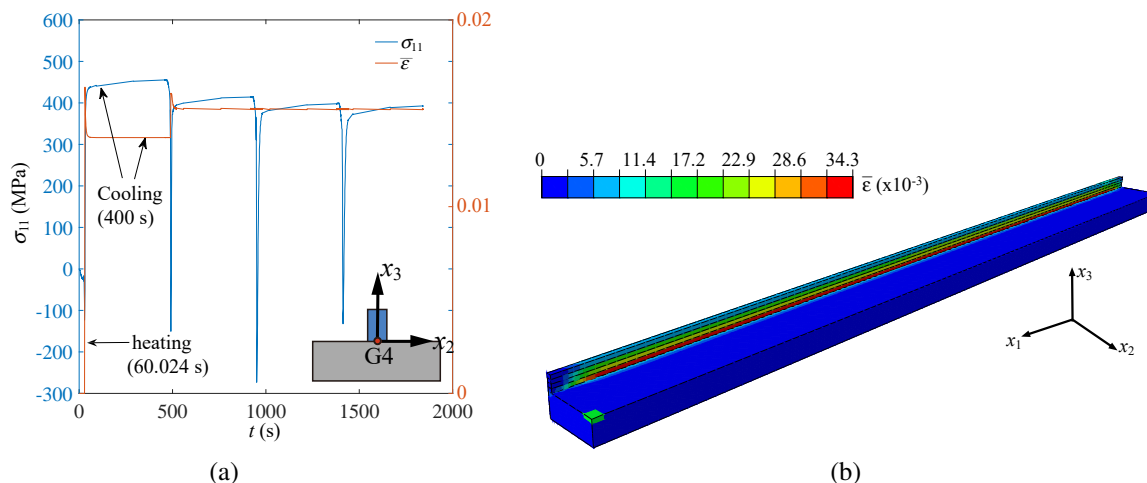 600
500
400
300
200
100
0
-100
-200
-300
σ11 (MPa)
0 500 1000 1500 2000
t (s)
0.02
0.01
0
σ11
ε̅
Cooling
(400 s)
heating
(60.024 s)
x3
x2
G4
(a)
0 5.7 11.4 17.2 22.9 28.6 34.3
ε̅ (x10-3)
x3
x1
x2
(b)